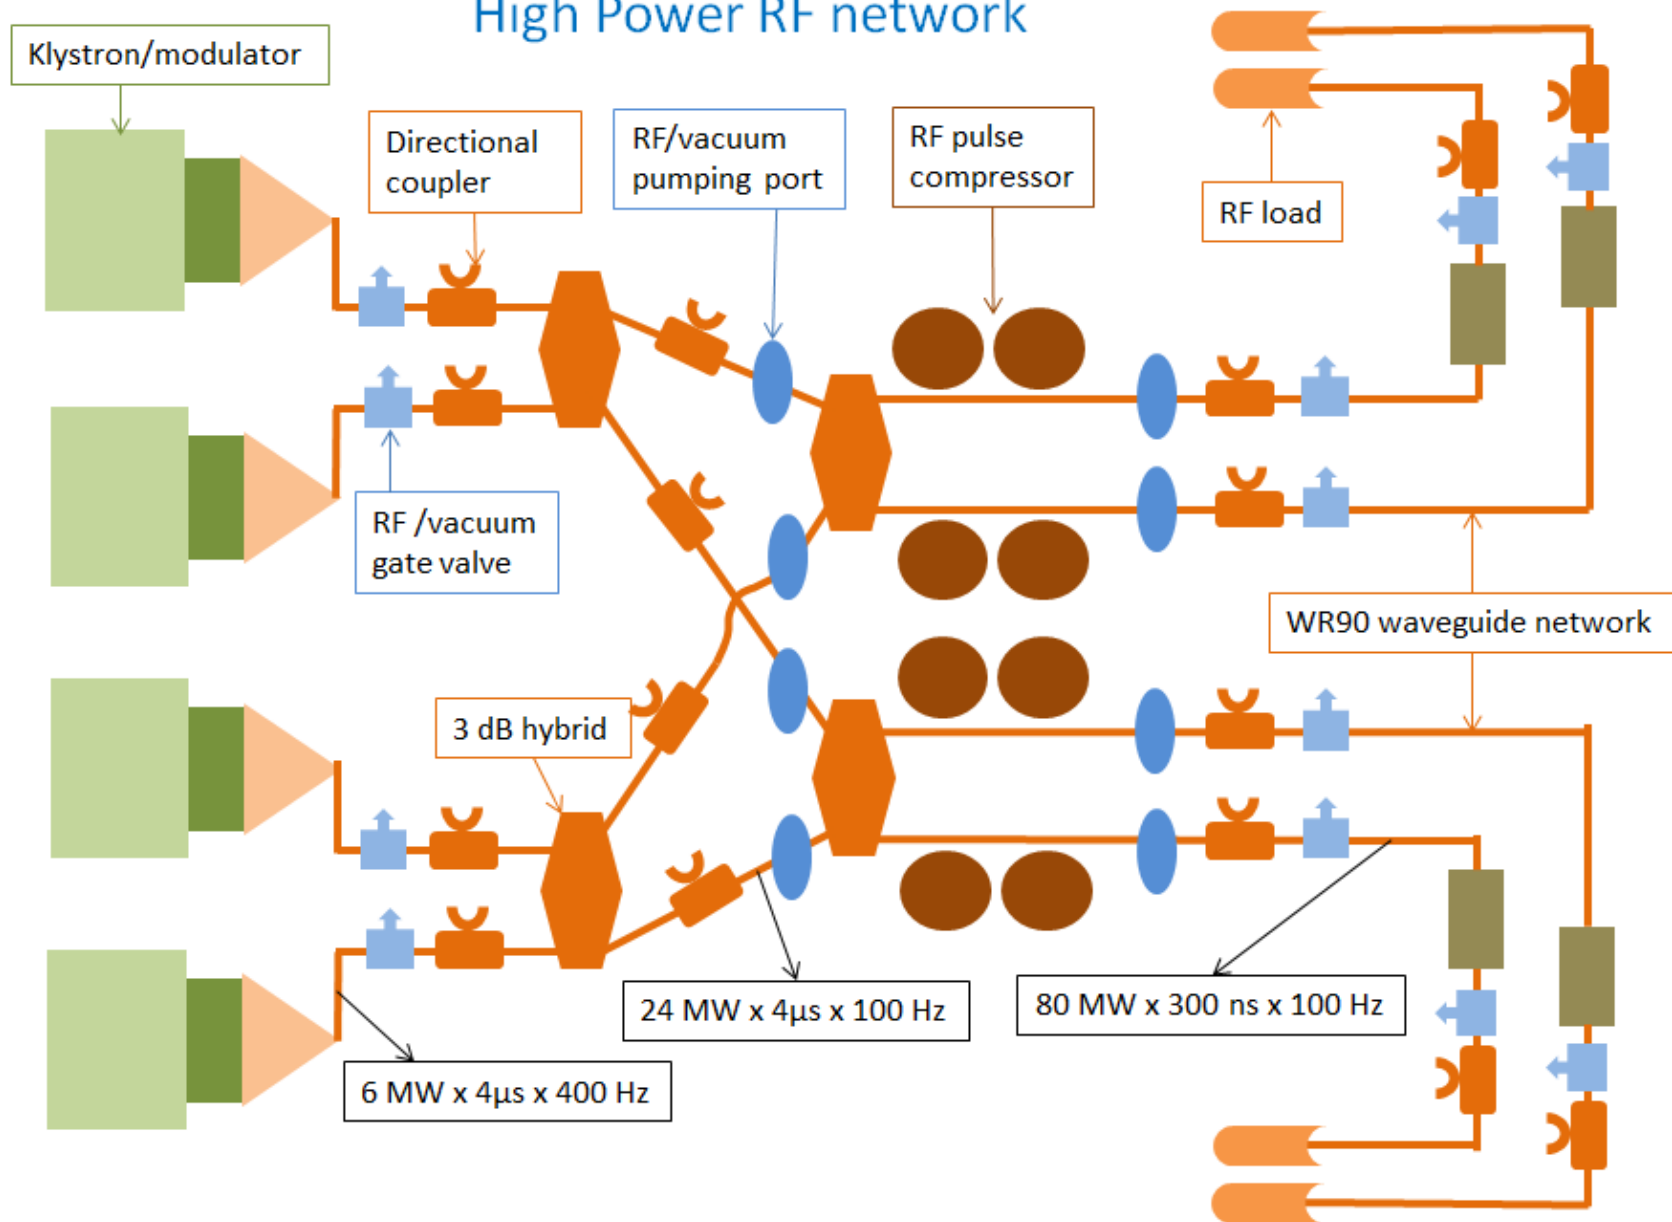 High Power RF network
Klystron/modulator
Directional
coupler
RF/vacuum
pumping port
RF pulse
compressor
RF load
RF /vacuum
gate valve
WR90 waveguide network
3 dB hybrid
24 MW x 4µs x 100 Hz
80 MW x 300 ns x 100 Hz
6 MW x 4µs x 400 Hz